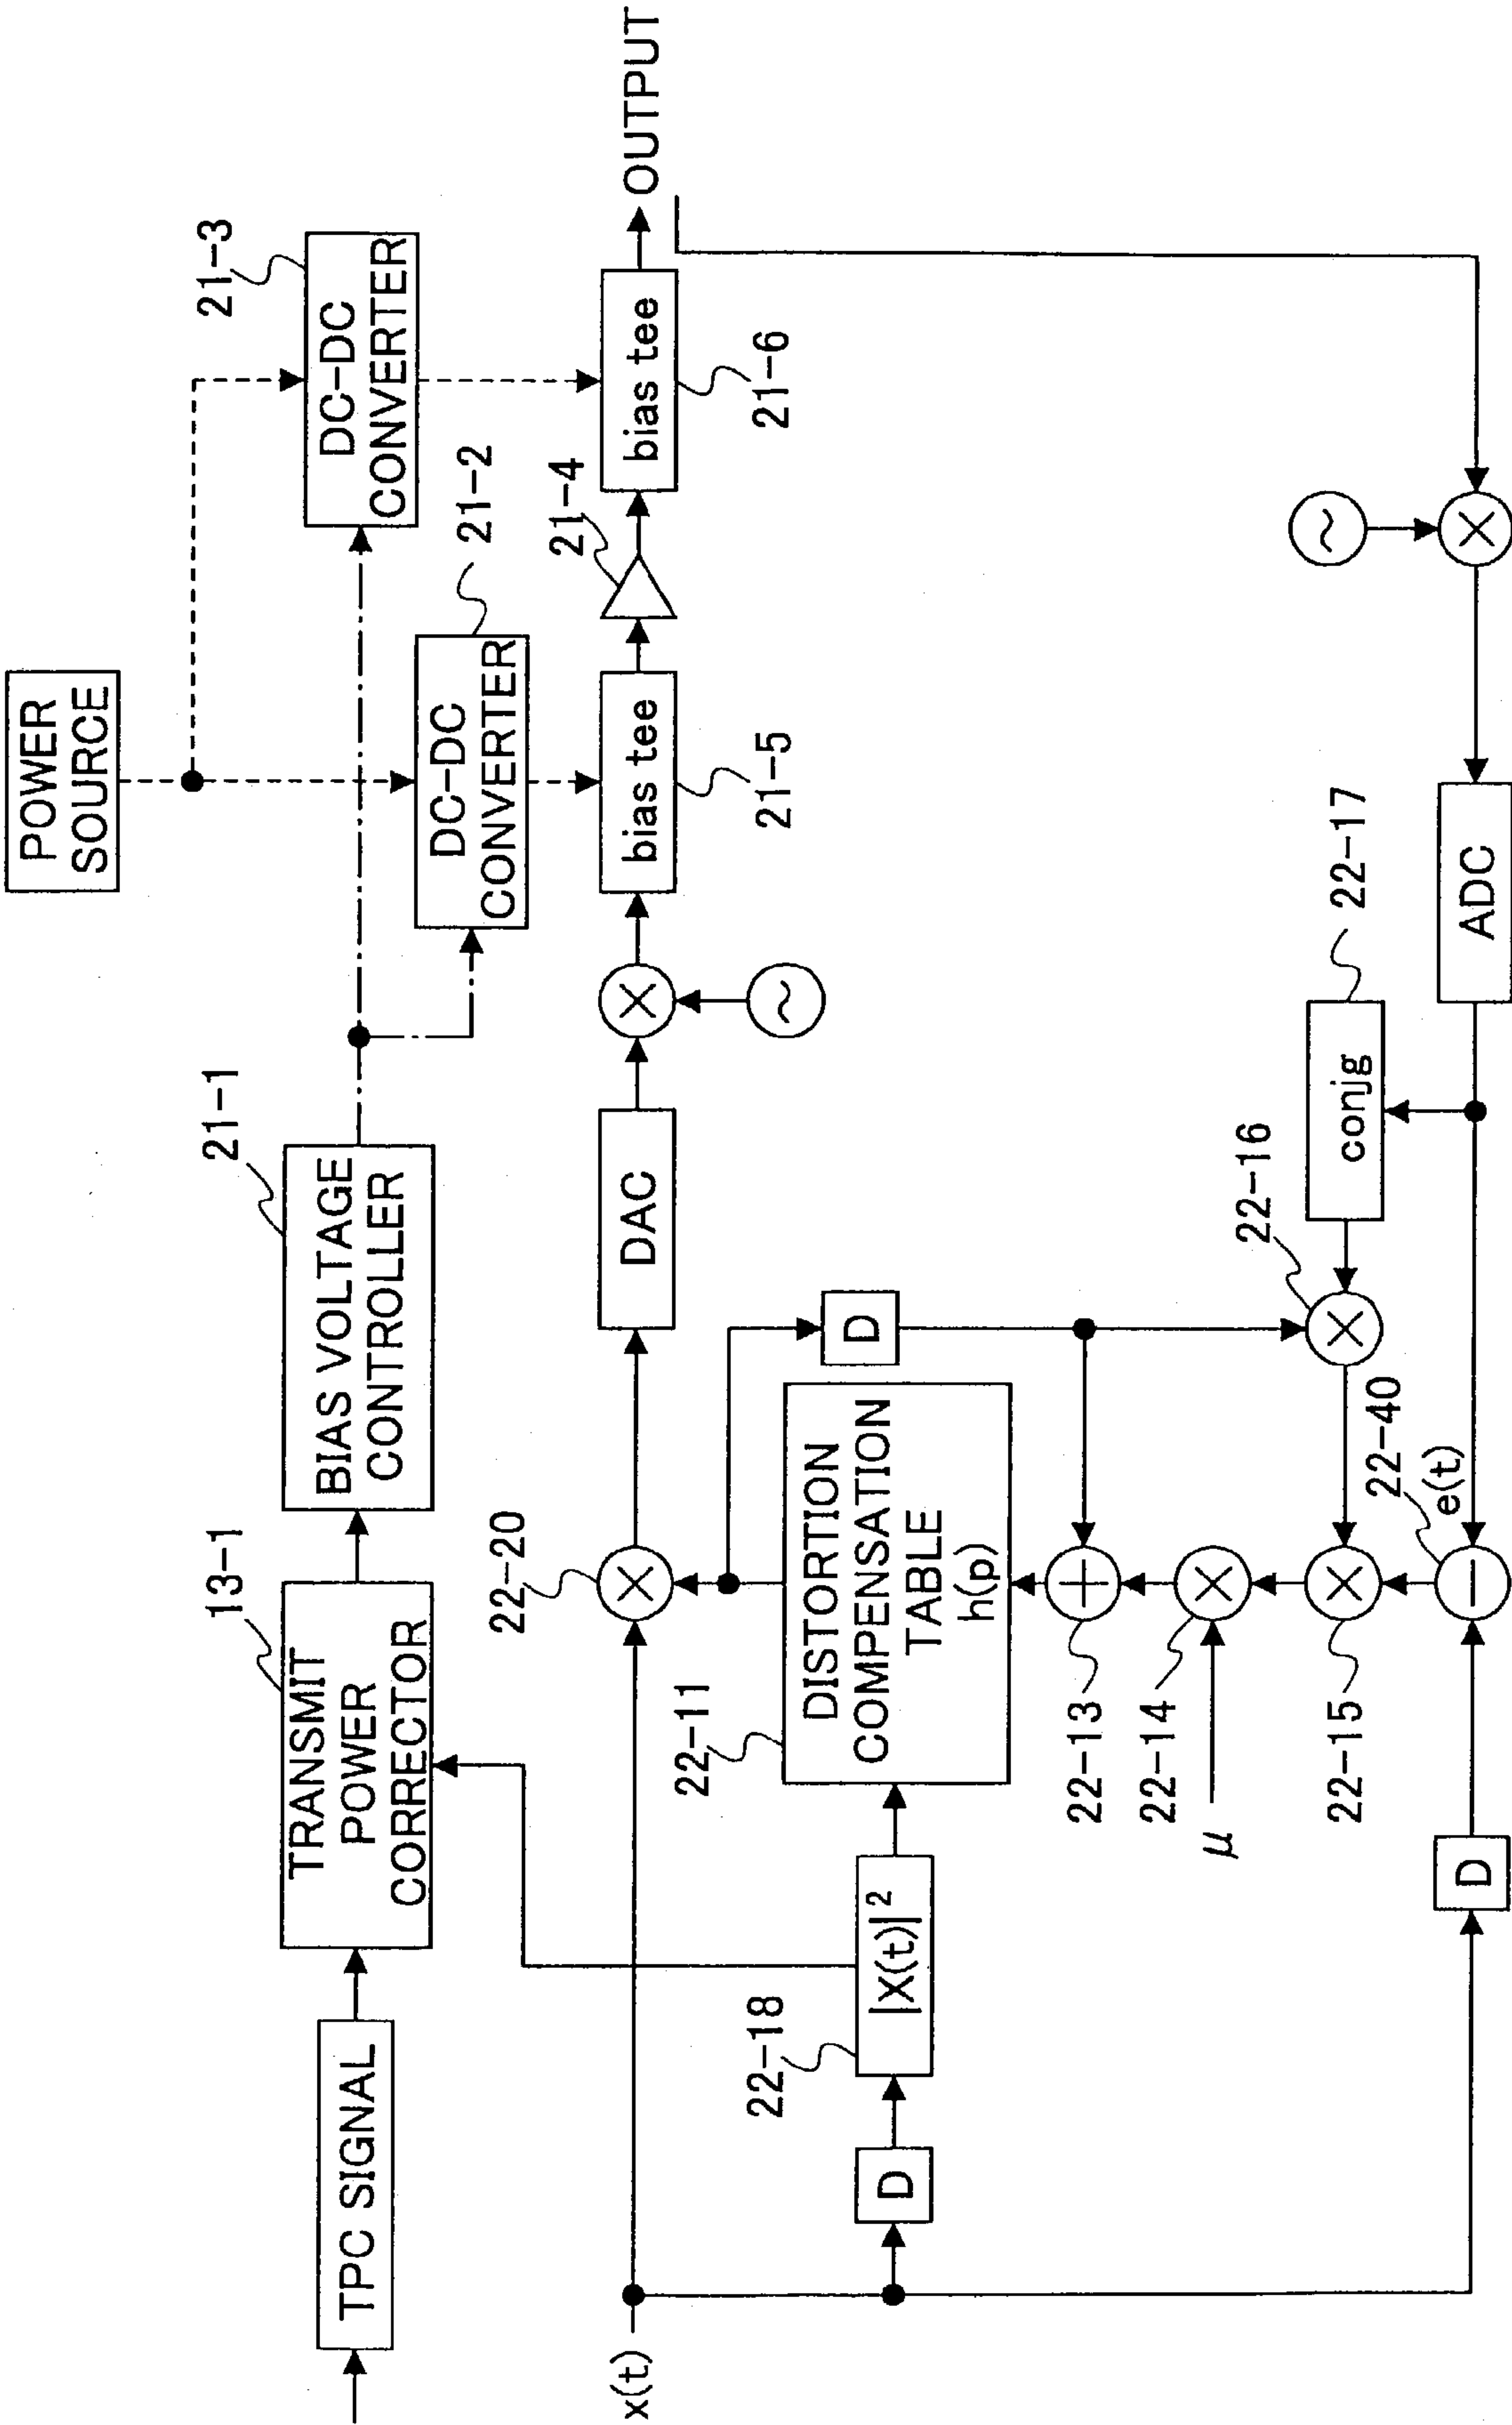 POWER
SOURCE
21-3
DC-DC
CONVERTER
21-2
DC-DC
CONVERTER
21-1
BIAS VOLTAGE
CONTROLLER
13-1
TRANSMIT
POWER
CORRECTOR
TPC SIGNAL
x(t)
22-20
DAC
~
bias tee
21-5
21-4
bias tee
21-6
OUTPUT
D
22-18
|X(t)|²
22-11
DISTORTION
COMPENSATION
TABLE
h(p)
D
22-13
22-14
μ
22-15
22-16
22-17
conjg
22-40
e(t)
D
ADC
~